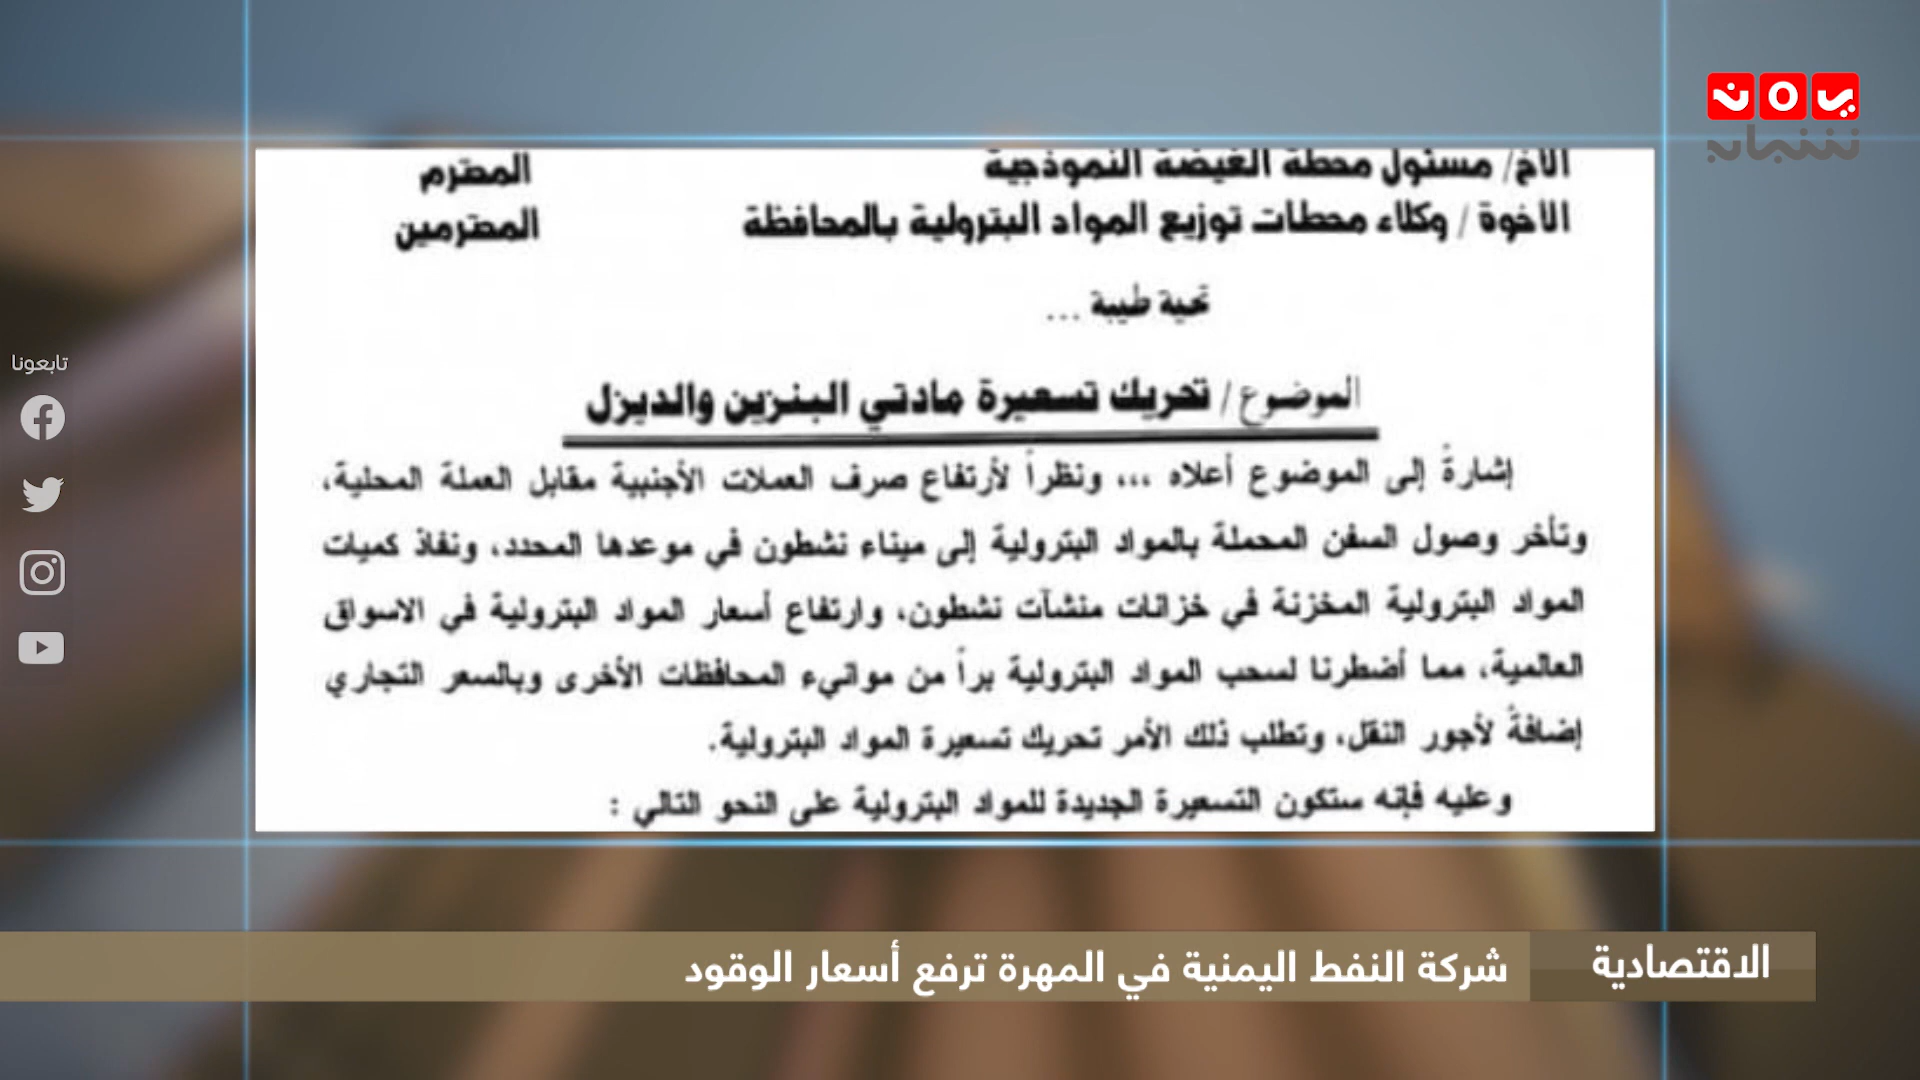 يمن
شباب
الأخ/ مسئول محطة الغيضة النموذجية المحترم
الأخوة / وكلاء محطات توزيع المواد البترولية بالمحافظة المحترمين
تحية طيبة ...
الموضوع / تحريك تسعيرة مادتي البنزين والديزل
إشارةً إلى الموضوع أعلاه ،،، ونظراً لأرتفاع صرف العملات الأجنبية مقابل العملة المحلية،
وتأخر وصول السفن المحملة بالمواد البترولية إلى ميناء نشطون في موعدها المحدد، ونفاذ كميات
المواد البترولية المخزنة في خزانات منشآت نشطون، وارتفاع أسعار المواد البترولية في الاسواق
العالمية، مما أضطرنا لسحب المواد البترولية براً من موانيء المحافظات الأخرى وبالسعر التجاري
إضافةً لأجور النقل، وتطلب ذلك الأمر تحريك تسعيرة المواد البترولية.
وعليه فإنه ستكون التسعيرة الجديدة للمواد البترولية على النحو التالي :
تابعونا
الاقتصادية
شركة النفط اليمنية في المهرة ترفع أسعار الوقود